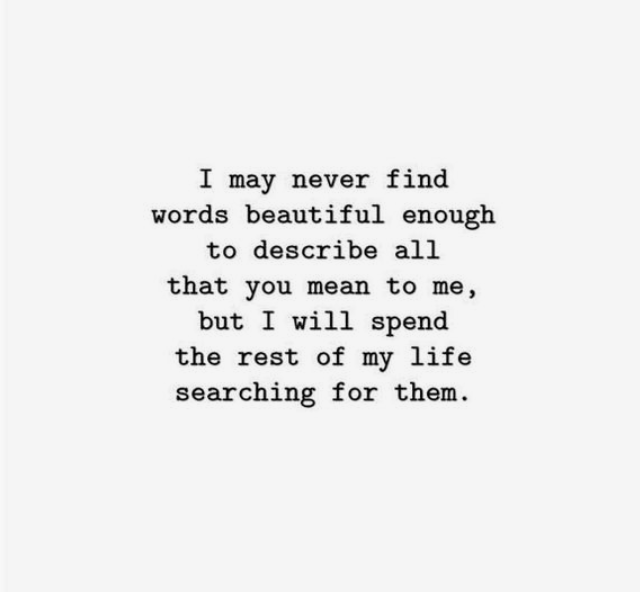 I may never find
words beautiful enough
to describe all
that you mean to me,
but I will spend
the rest of my life
searching for them.